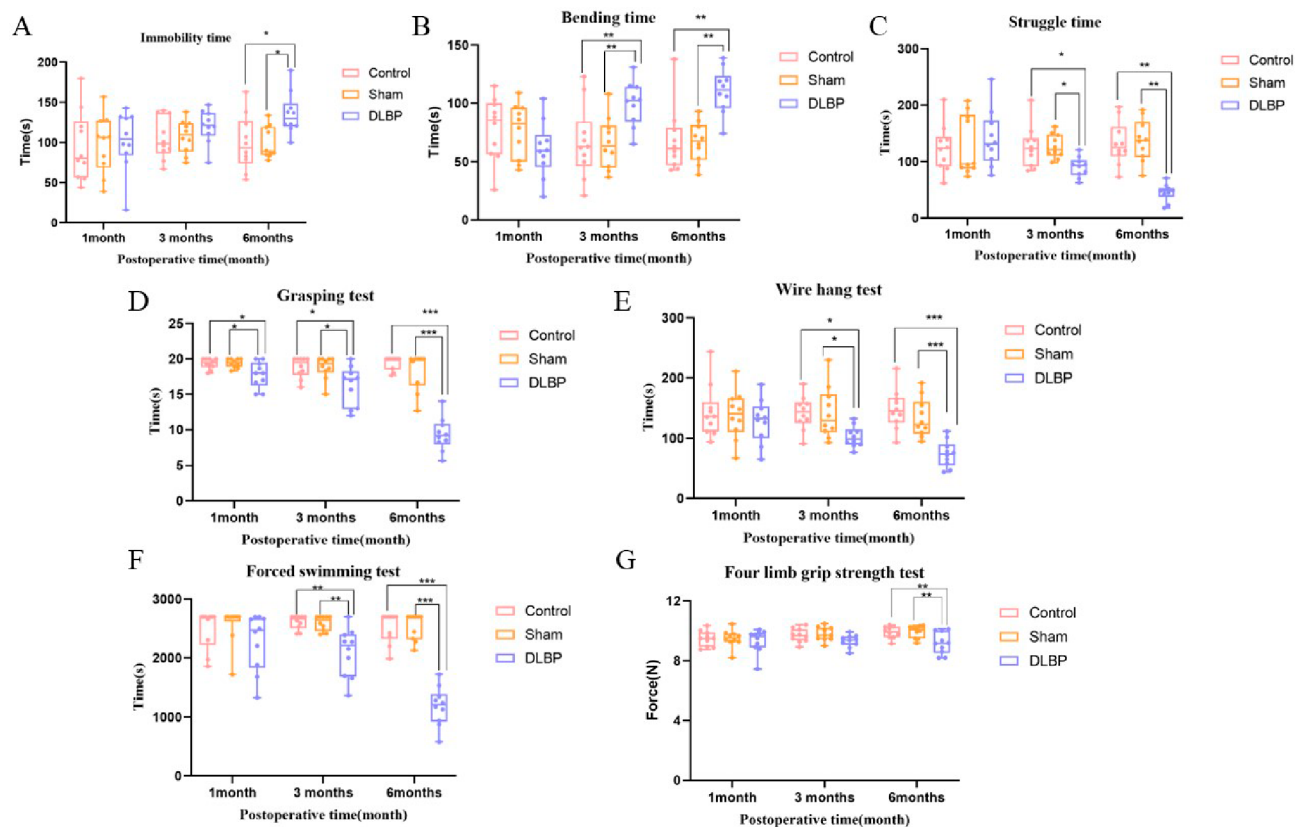 A
Immobility time
* *
Time(s)
200
150
100
50
0
1month 3 months 6months
Postoperative time(month)
Control
Sham
DLBP
B
Bending time
** ** ** **
Time(s)
150
100
50
0
1month 3 months 6months
Postoperative time(month)
Control
Sham
DLBP
C
Struggle time
* * ** **
Time(s)
300
200
100
0
1month 3 months 6months
Postoperative time(month)
Control
Sham
DLBP
D
Grasping test
* * * * *** ***
Time(s)
25
20
15
10
5
0
1month 3 months 6months
Postoperative time(month)
Control
Sham
DLBP
E
Wire hang test
* * *** ***
Time(s)
300
200
100
0
1month 3 months 6months
Postoperative time(month)
Control
Sham
DLBP
F
Forced swimming test
** ** *** ***
Time(s)
3000
2000
1000
0
1month 3 months 6months
Postoperative time(month)
Control
Sham
DLBP
G
Four limb grip strength test
** **
Force(N)
12
8
4
0
1month 3 months 6months
Postoperative time(month)
Control
Sham
DLBP